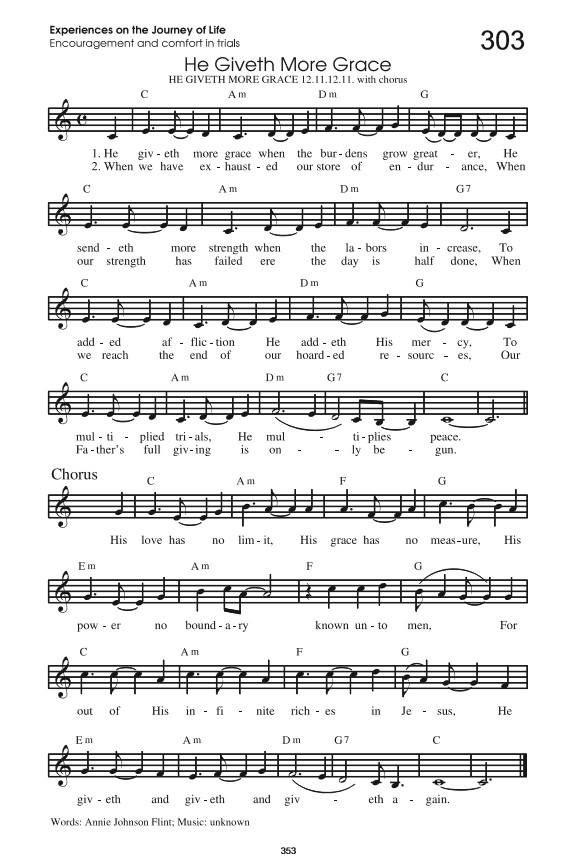 Experiences on the Journey of Life
Encouragement and comfort in trials
303
He Giveth More Grace
HE GIVETH MORE GRACE 12.11.12.11. with chorus
C Am Dm G
1. He giv - eth more grace when the bur - dens grow great - er, He
2. When we have ex - haust - ed our store of en - dur - ance, When
C Am Dm G7
send - eth more strength when the la - bors in - crease, To
our strength has failed ere the day is half done, When
C Am Dm G
add - ed af - flic - tion He add - eth His mer - cy, To
we reach the end of our hoard - ed re - sourc - es, Our
C Am Dm G7 C
mul - ti - plied tri - als, He mul - ti - plies peace.
Fa - ther's full giv - ing is on - ly be - gun.
Chorus
C Am F G
His love has no lim - it, His grace has no meas - ure, His
Em Am F G
pow - er no bound - a - ry known un - to men, For
C Am F G
out of His in - fi - nite rich - es in Je - sus, He
Em Am Dm G7 C
giv - eth and giv - eth and giv - eth a - gain.
Words: Annie Johnson Flint; Music: unknown
353